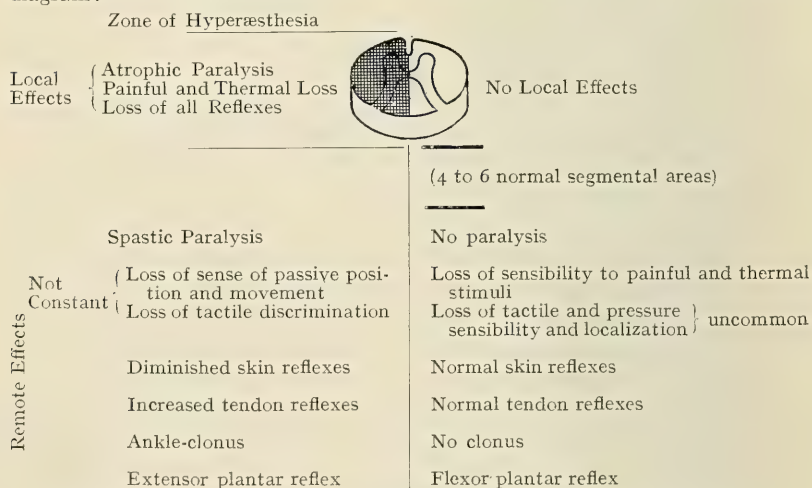 diagram:
Zone of Hyperæsthesia
Local Effects { Atrophic Paralysis
Painful and Thermal Loss
Loss of all Reflexes
No Local Effects
(4 to 6 normal segmental areas)
Spastic Paralysis
No paralysis
Not Constant { Loss of sense of passive posi-
tion and movement
Loss of tactile discrimination
Loss of sensibility to painful and thermal
stimuli
Loss of tactile and pressure
sensibility and localization } uncommon
Remote Effects
Diminished skin reflexes
Normal skin reflexes
Increased tendon reflexes
Normal tendon reflexes
Ankle-clonus
No clonus
Extensor plantar reflex
Flexor plantar reflex